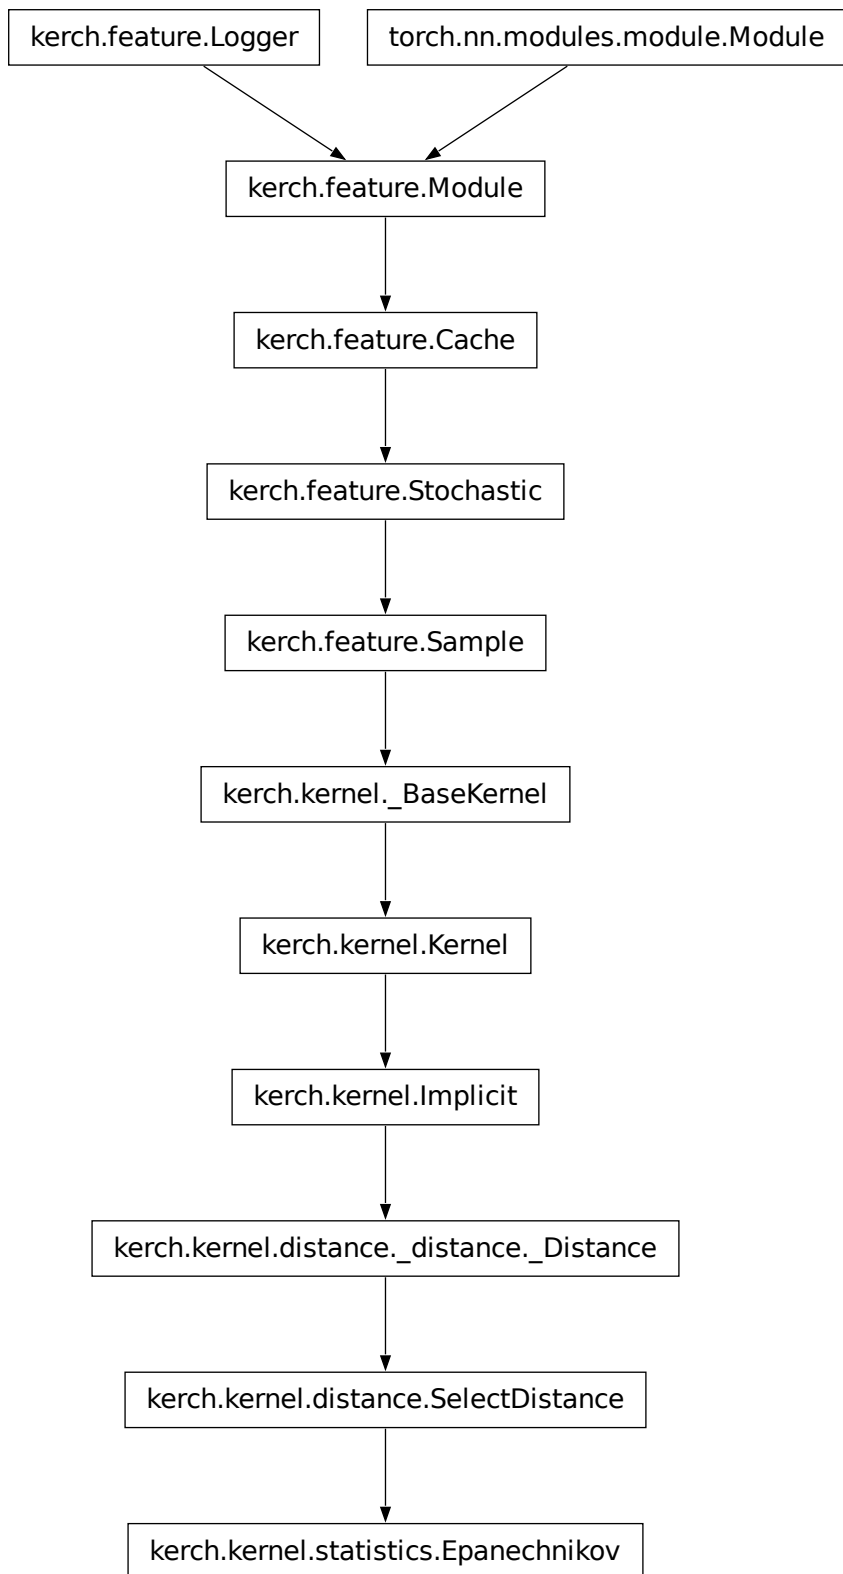 kerch.feature.Logger
torch.nn.modules.module.Module
kerch.feature.Module
kerch.feature.Cache
kerch.feature.Stochastic
kerch.feature.Sample
kerch.kernel._BaseKernel
kerch.kernel.Kernel
kerch.kernel.Implicit
kerch.kernel.distance._distance._Distance
kerch.kernel.distance.SelectDistance
kerch.kernel.statistics.Epanechnikov